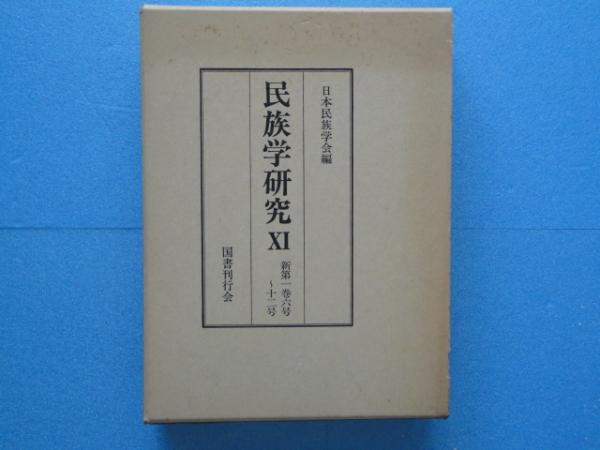 日本民族学会編
民族学研究 XI
新第一巻六号
～十二号
国書刊行会